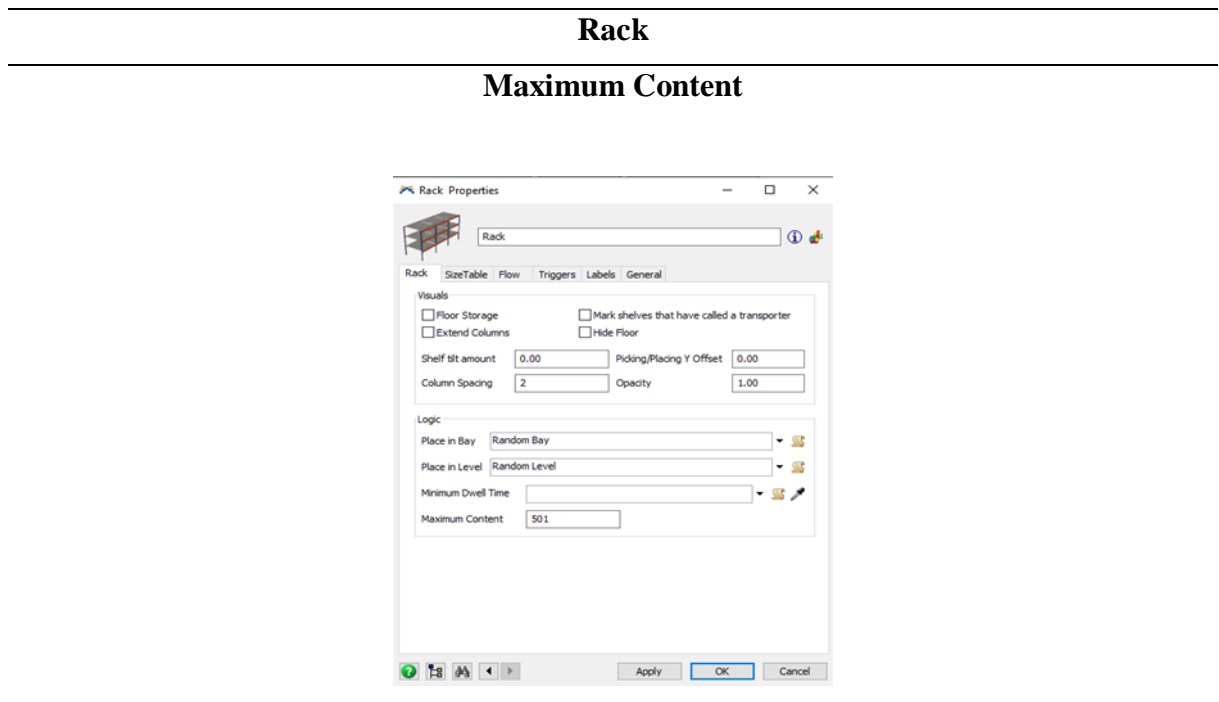 Rack
Maximum Content
Rack Properties
Rack
Rack SizeTable Flow Triggers Labels General
Visuals
Floor Storage Mark shelves that have called a transporter
Extend Columns Hide Floor
Shelf tilt amount 0.00 Picking/Placing Y Offset 0.00
Column Spacing 2 Opacity 1.00
Logic
Place in Bay Random Bay
Place in Level Random Level
Minimum Dwell Time
Maximum Content 501
Apply OK Cancel